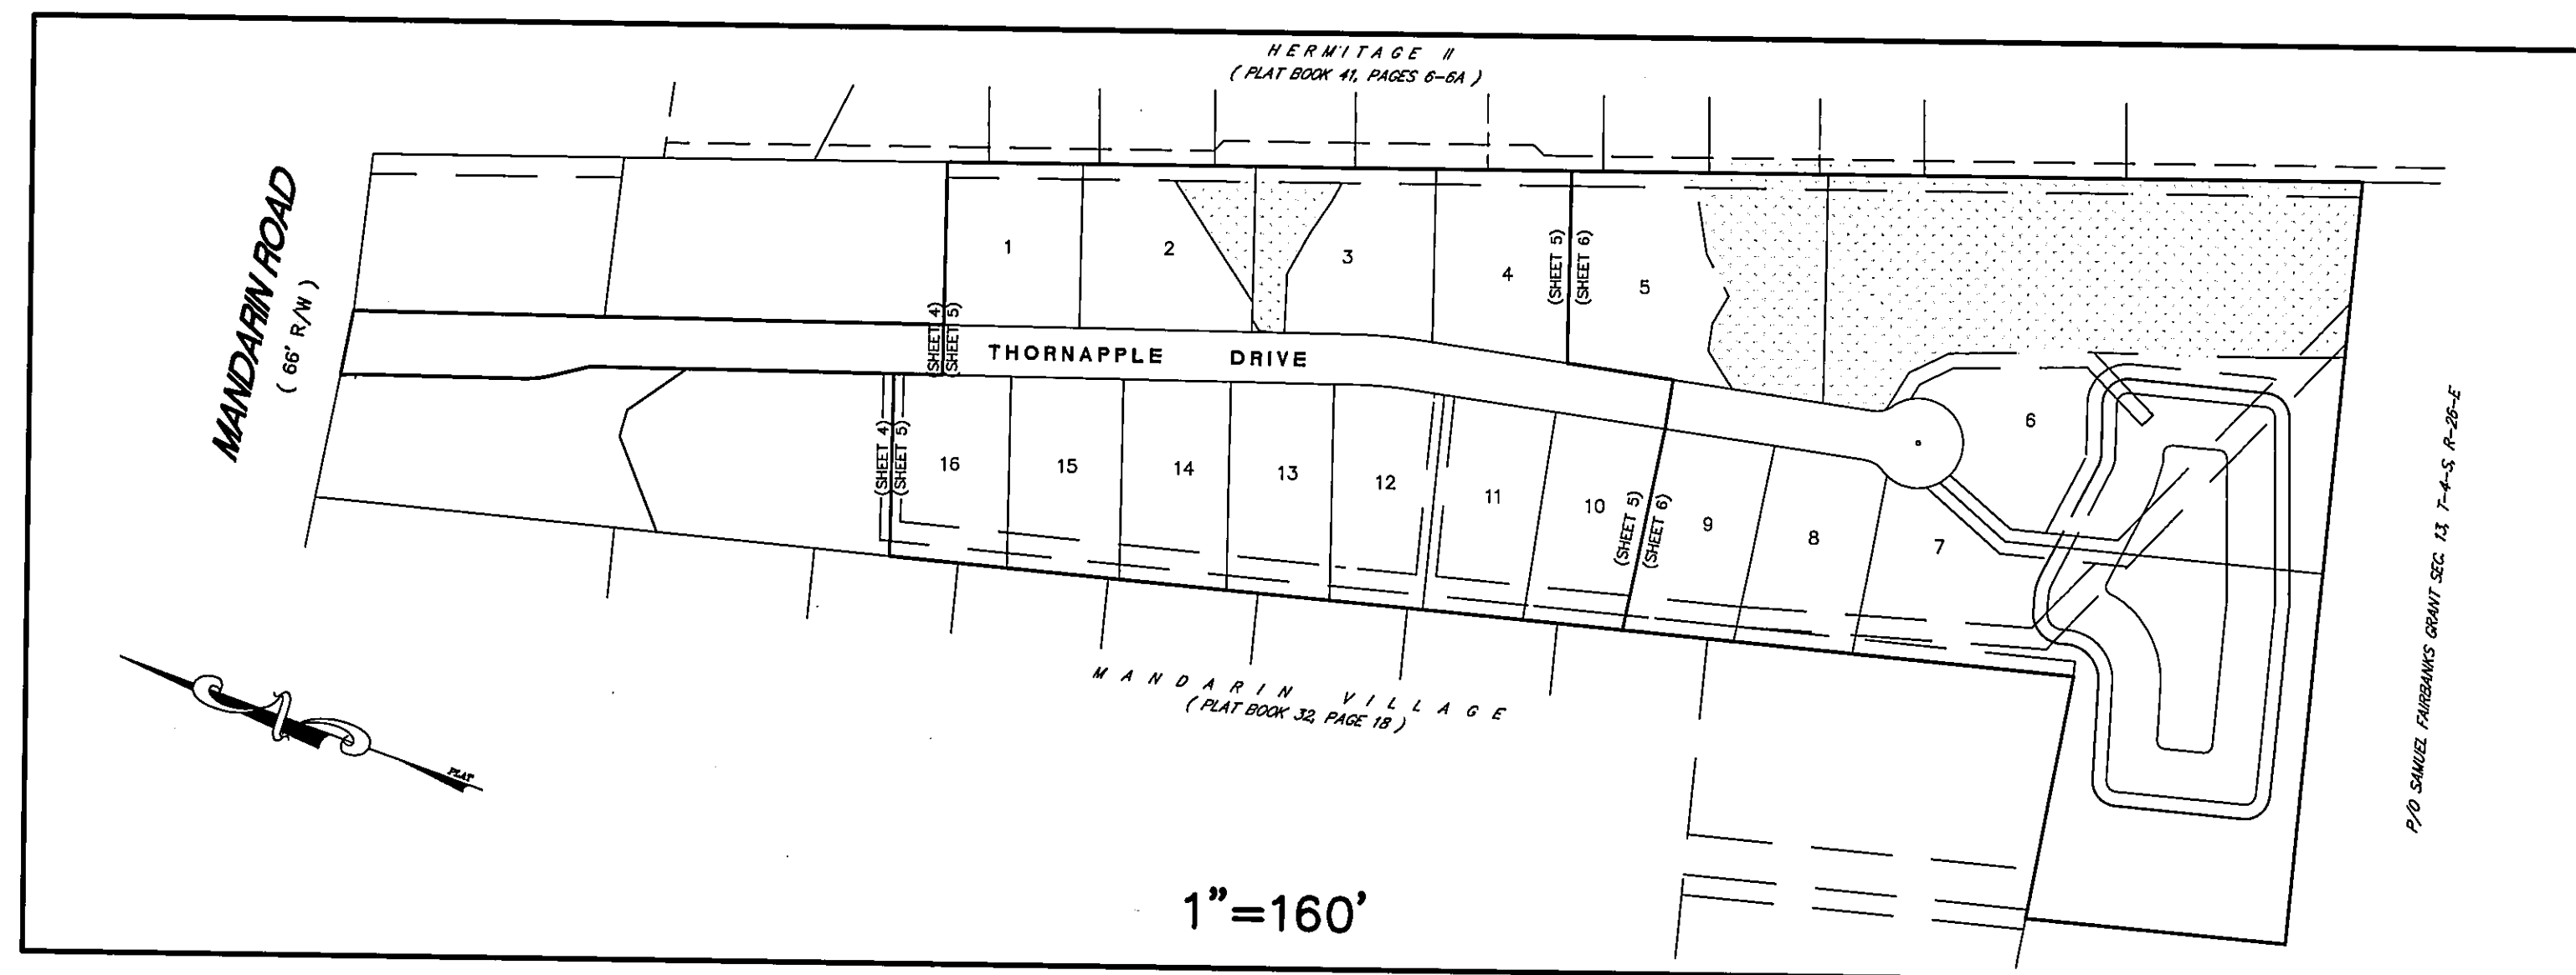 HERMITAGE II
( PLAT BOOK 41, PAGES 6-6A )
MANDARIN ROAD
( 66' R/W )
1
2
3
4
(SHEET 5)
(SHEET 6)
5
(SHEET 4)
(SHEET 5)
THORNAPPLE DRIVE
6
(SHEET 4)
(SHEET 5)
16
15
14
13
12
11
10
(SHEET 5)
(SHEET 6)
9
8
7
P/O SAMUEL FAIRBANKS GRANT SEC. 13, T-4-S, R-26-E
MANDARIN VILLAGE
( PLAT BOOK 32, PAGE 18 )
PLAT
1"=160'